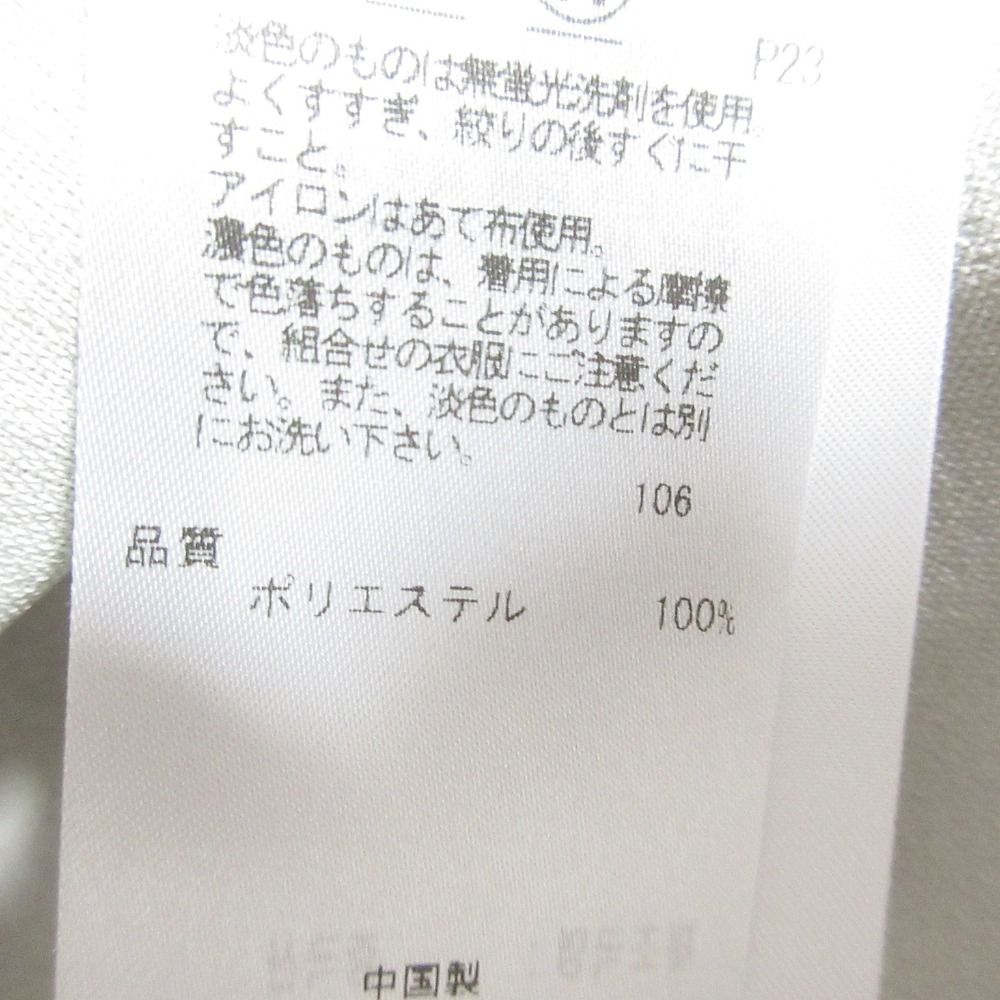 P23
淡色のものは無蛍光洗剤を使用。
よくすすぎ、絞りの後すぐに干
すこと。
アイロンはあて布使用。
濃色のものは、着用による摩擦
で色落ちすることがありますの
で、組合せの衣服にご注意くだ
さい。また、淡色のものとは別
にお洗い下さい。
106
品質
ポリエステル 100%
中国製